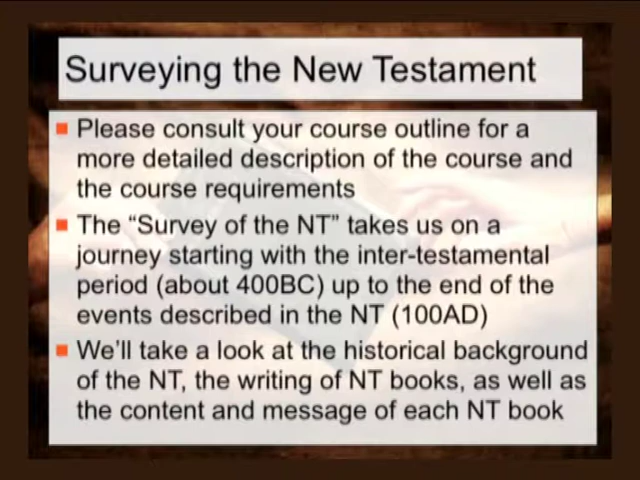 Surveying the New Testament
Please consult your course outline for a
more detailed description of the course and
the course requirements
The “Survey of the NT” takes us on a
journey starting with the inter-testamental
period (about 400BC) up to the end of the
events described in the NT (100AD)
We’ll take a look at the historical background
of the NT, the writing of NT books, as well as
the content and message of each NT book